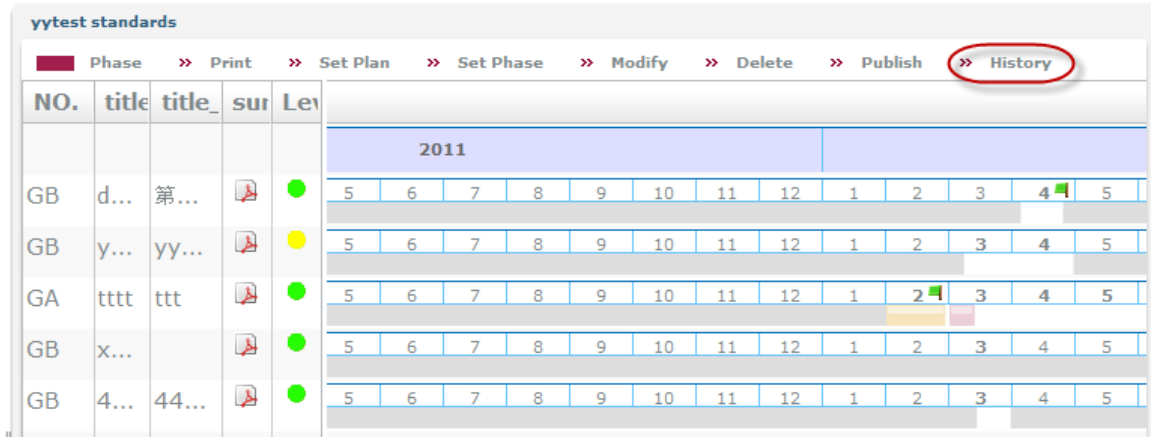 yytest standards
Phase » Print » Set Plan » Set Phase » Modify » Delete » Publish » History
NO. title title_ sur Lev
2011
GB d... 第... 5 6 7 8 9 10 11 12 1 2 3 4 5
GB y... yy... 5 6 7 8 9 10 11 12 1 2 3 4 5
GA tttt ttt 5 6 7 8 9 10 11 12 1 2 3 4 5
GB x... 5 6 7 8 9 10 11 12 1 2 3 4 5
GB 4... 44... 5 6 7 8 9 10 11 12 1 2 3 4 5